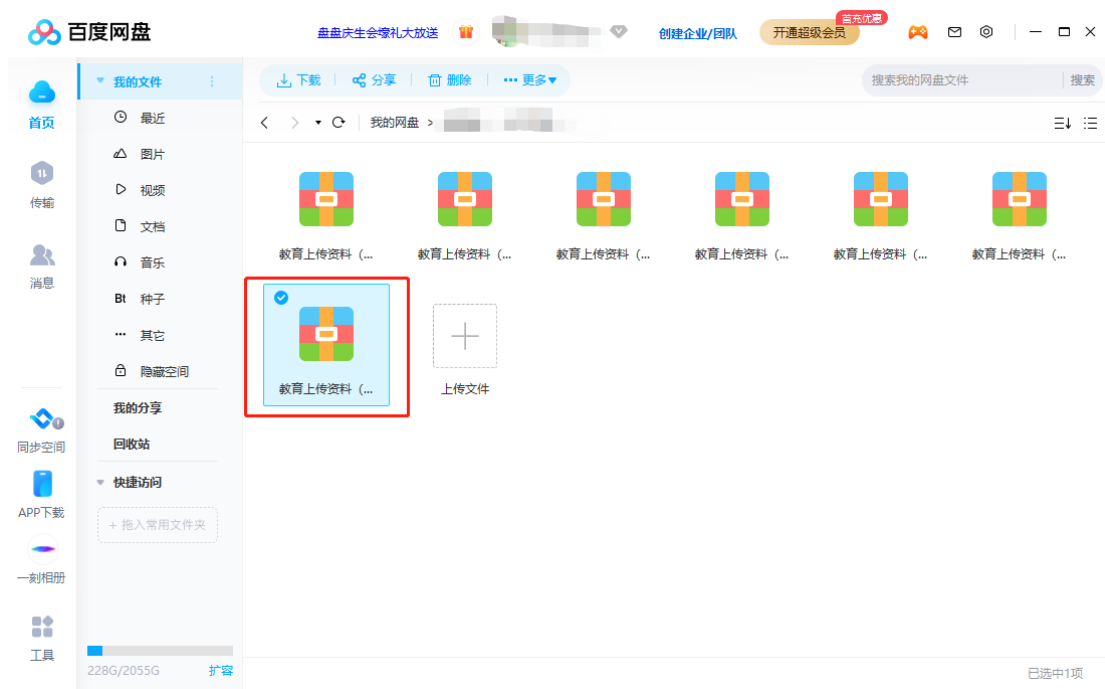 百度网盘
盘盘庆生会嚎礼大放送
创建企业/团队
开通超级会员
首充优惠
首页
传输
消息
同步空间
APP下载
一刻相册
工具
我的文件
最近
图片
视频
文档
音乐
Bt 种子
其它
隐藏空间
我的分享
回收站
快捷访问
+ 拖入常用文件夹
228G/2055G 扩容
下载 分享 删除 更多
搜索我的网盘文件 搜索
我的网盘 >
教育上传资料（... 教育上传资料（... 教育上传资料（... 教育上传资料（... 教育上传资料（... 教育上传资料（...
教育上传资料（... 上传文件
已选中1项